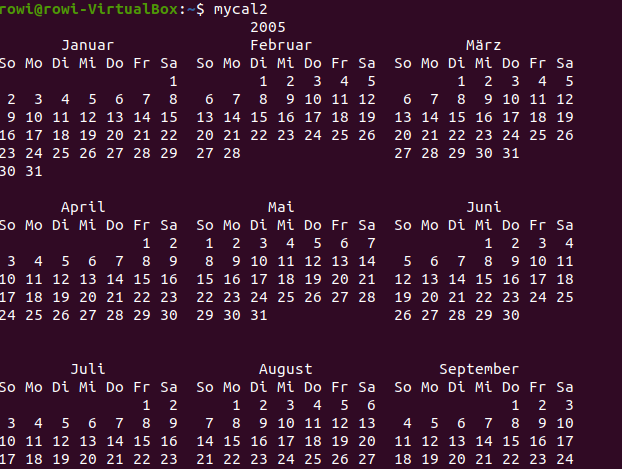 rowi@rowi-VirtualBox:~$ mycal2
                            2005
       Januar               Februar                 März
So Mo Di Mi Do Fr Sa  So Mo Di Mi Do Fr Sa  So Mo Di Mi Do Fr Sa
                   1         1  2  3  4  5         1  2  3  4  5
 2  3  4  5  6  7  8   6  7  8  9 10 11 12   6  7  8  9 10 11 12
 9 10 11 12 13 14 15  13 14 15 16 17 18 19  13 14 15 16 17 18 19
16 17 18 19 20 21 22  20 21 22 23 24 25 26  20 21 22 23 24 25 26
23 24 25 26 27 28 29  27 28                 27 28 29 30 31
30 31
       April                  Mai                   Juni
So Mo Di Mi Do Fr Sa  So Mo Di Mi Do Fr Sa  So Mo Di Mi Do Fr Sa
                1  2   1  2  3  4  5  6  7            1  2  3  4
 3  4  5  6  7  8  9   8  9 10 11 12 13 14   5  6  7  8  9 10 11
10 11 12 13 14 15 16  15 16 17 18 19 20 21  12 13 14 15 16 17 18
17 18 19 20 21 22 23  22 23 24 25 26 27 28  19 20 21 22 23 24 25
24 25 26 27 28 29 30  29 30 31              26 27 28 29 30
        Juli                 August              September
So Mo Di Mi Do Fr Sa  So Mo Di Mi Do Fr Sa  So Mo Di Mi Do Fr Sa
                1  2      1  2  3  4  5  6               1  2  3
 3  4  5  6  7  8  9   7  8  9 10 11 12 13   4  5  6  7  8  9 10
10 11 12 13 14 15 16  14 15 16 17 18 19 20  11 12 13 14 15 16 17
17 18 19 20 21 22 23  21 22 23 24 25 26 27  18 19 20 21 22 23 24